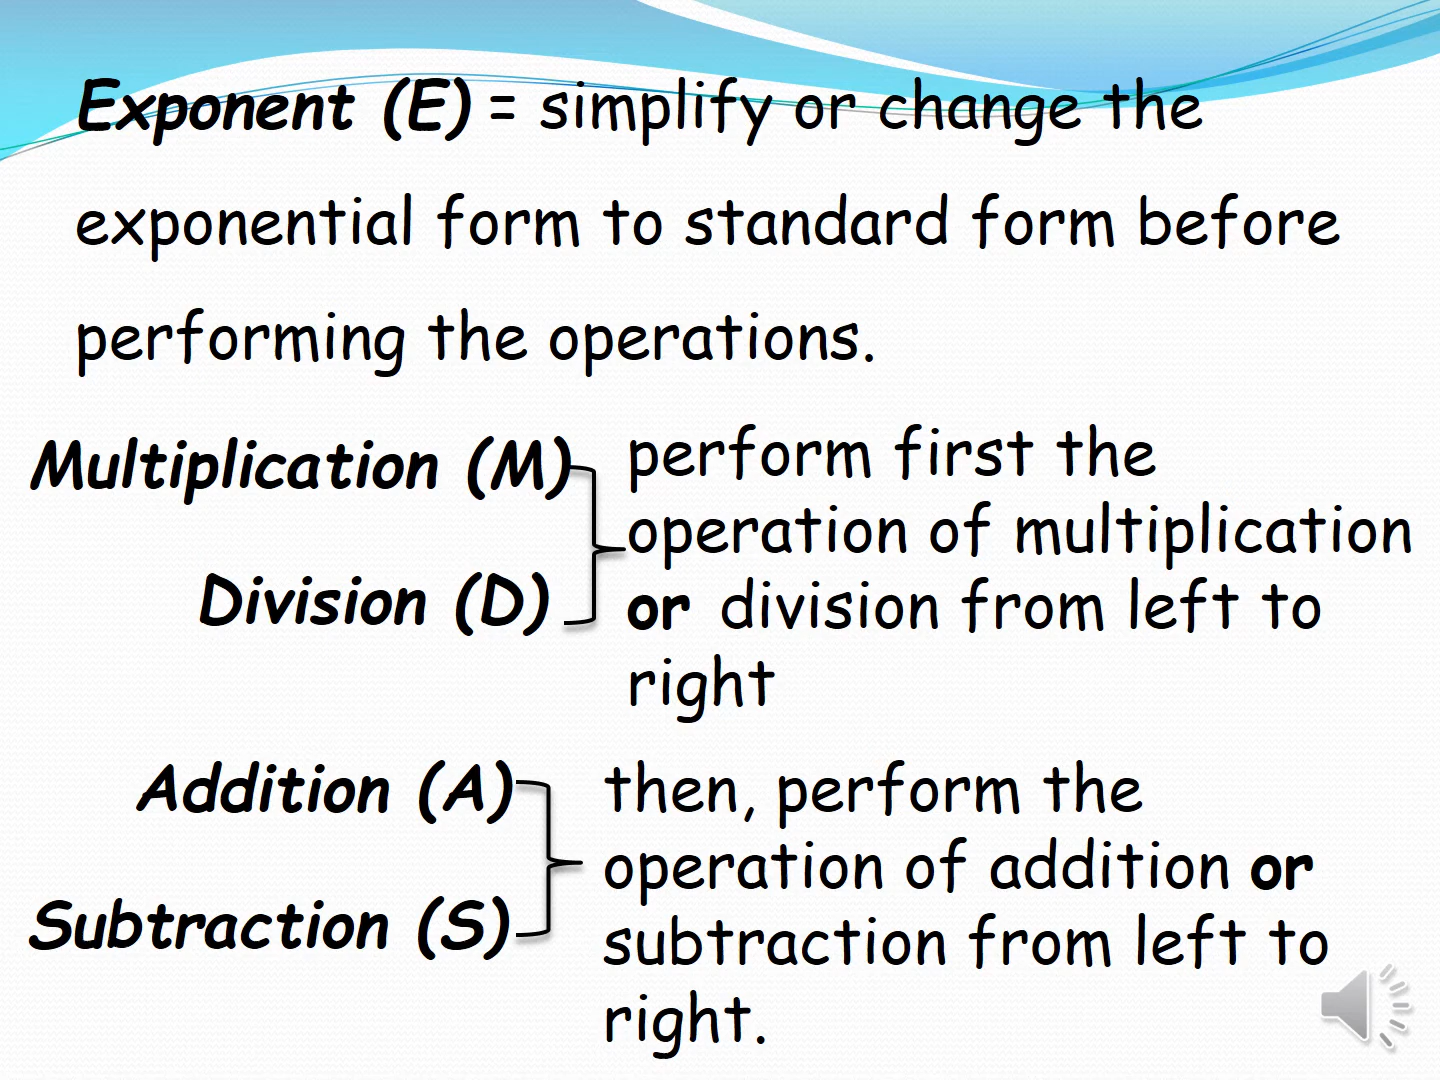 Exponent (E) = simplify or change the
exponential form to standard form before
performing the operations.
Multiplication (M)
Division (D)
perform first the
operation of multiplication
or division from left to
right
Addition (A)
Subtraction (S)
then, perform the
operation of addition or
subtraction from left to
right.